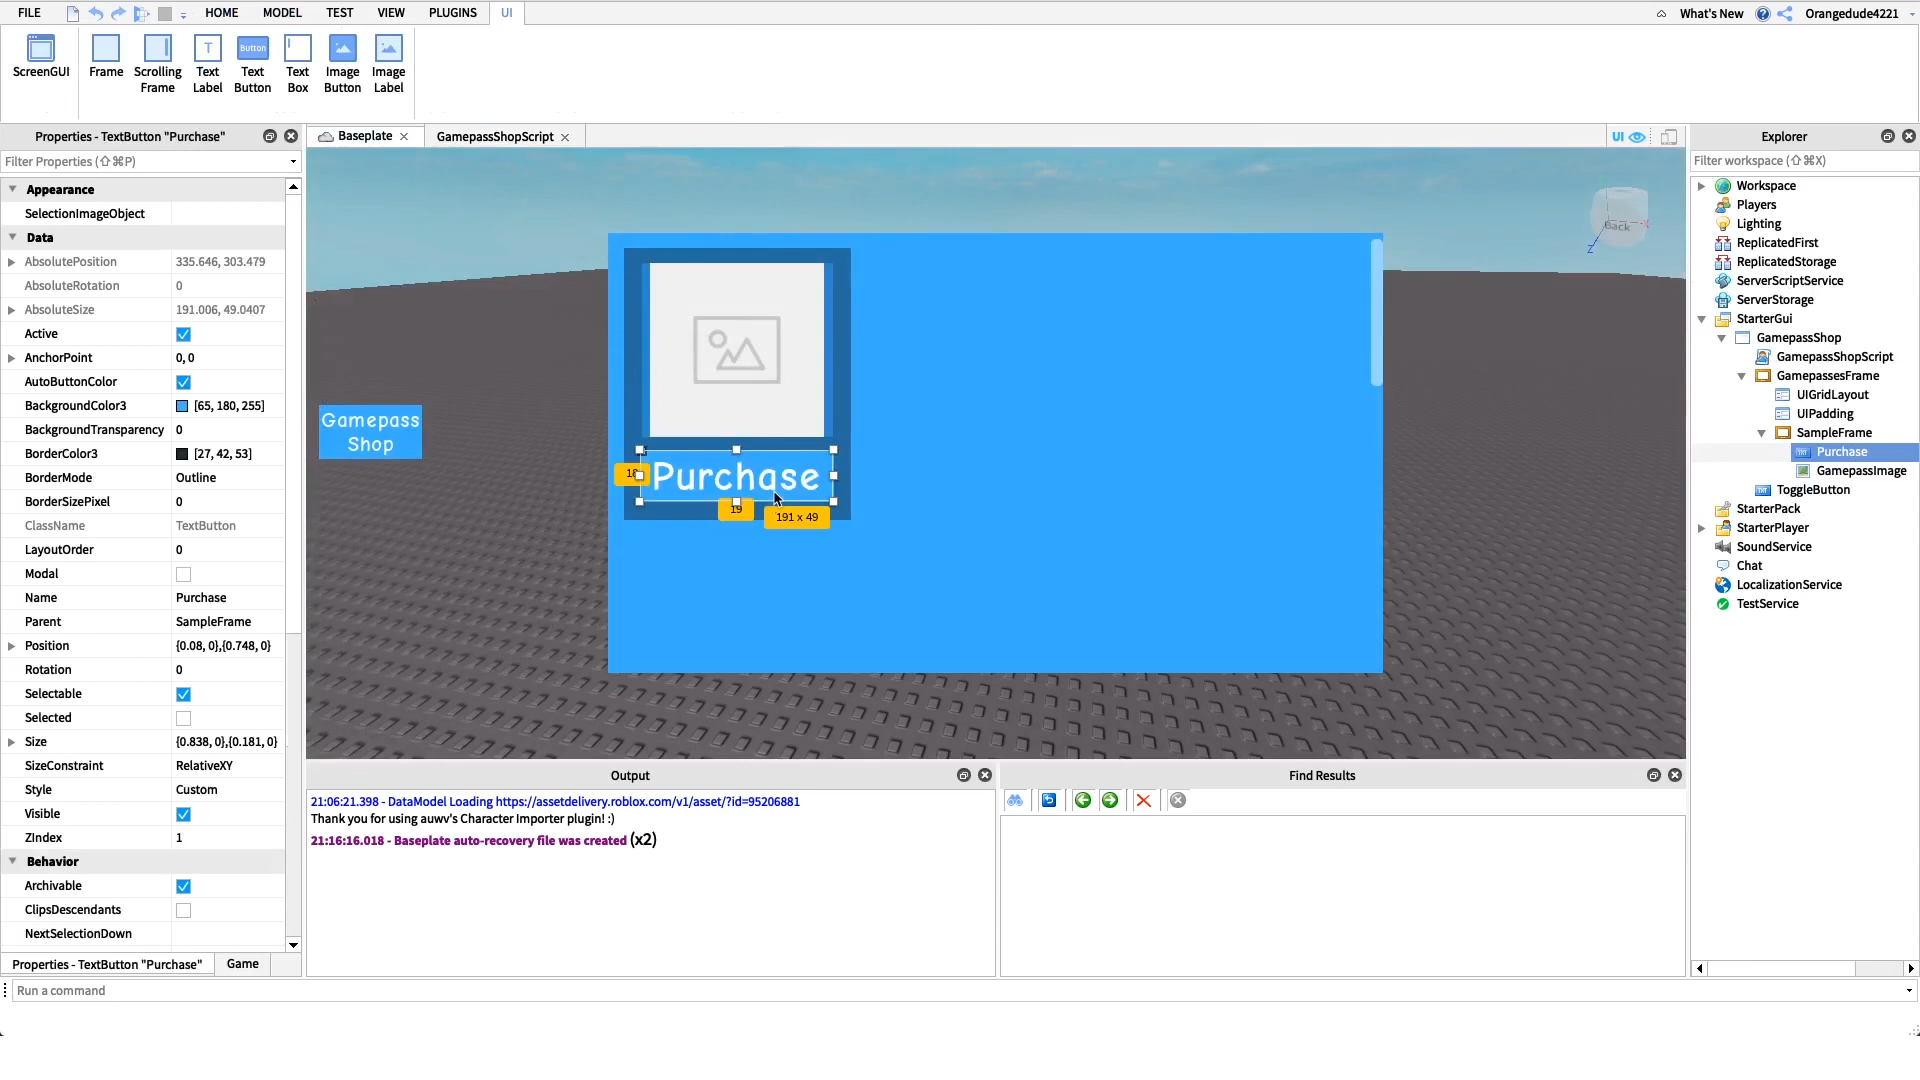 FILE HOME MODEL TEST VIEW PLUGINS UI What's New Orangedude4221
ScreenGUI Frame Scrolling Frame Text Label Text Button Button Text Box Image Button Image Label
Properties - TextButton "Purchase"
Filter Properties (⇧⌘P)
Appearance
SelectionImageObject
Data
AbsolutePosition 335.646, 303.479
AbsoluteRotation 0
AbsoluteSize 191.006, 49.0407
Active
AnchorPoint 0, 0
AutoButtonColor
BackgroundColor3 [65, 180, 255]
BackgroundTransparency 0
BorderColor3 [27, 42, 53]
BorderMode Outline
BorderSizePixel 0
ClassName TextButton
LayoutOrder 0
Modal
Name Purchase
Parent SampleFrame
Position {0.08, 0},{0.748, 0}
Rotation 0
Selectable
Selected
Size {0.838, 0},{0.181, 0}
SizeConstraint RelativeXY
Style Custom
Visible
ZIndex 1
Behavior
Archivable
ClipsDescendants
NextSelectionDown
Properties - TextButton "Purchase" Game
Run a command
Baseplate GamepassShopScript UI
Back
Z
Gamepass
Shop
Purchase
19
191 x 49
Output
21:06:21.398 - DataModel Loading https://assetdelivery.roblox.com/v1/asset/?id=95206881
Thank you for using auwv's Character Importer plugin! :)
21:16:16.018 - Baseplate auto-recovery file was created (x2)
Find Results
Explorer
Filter workspace (⇧⌘X)
Workspace
Players
Lighting
ReplicatedFirst
ReplicatedStorage
ServerScriptService
ServerStorage
StarterGui
GamepassShop
GamepassShopScript
GamepassesFrame
UIGridLayout
UIPadding
SampleFrame
Purchase
GamepassImage
ToggleButton
StarterPack
StarterPlayer
SoundService
Chat
LocalizationService
TestService